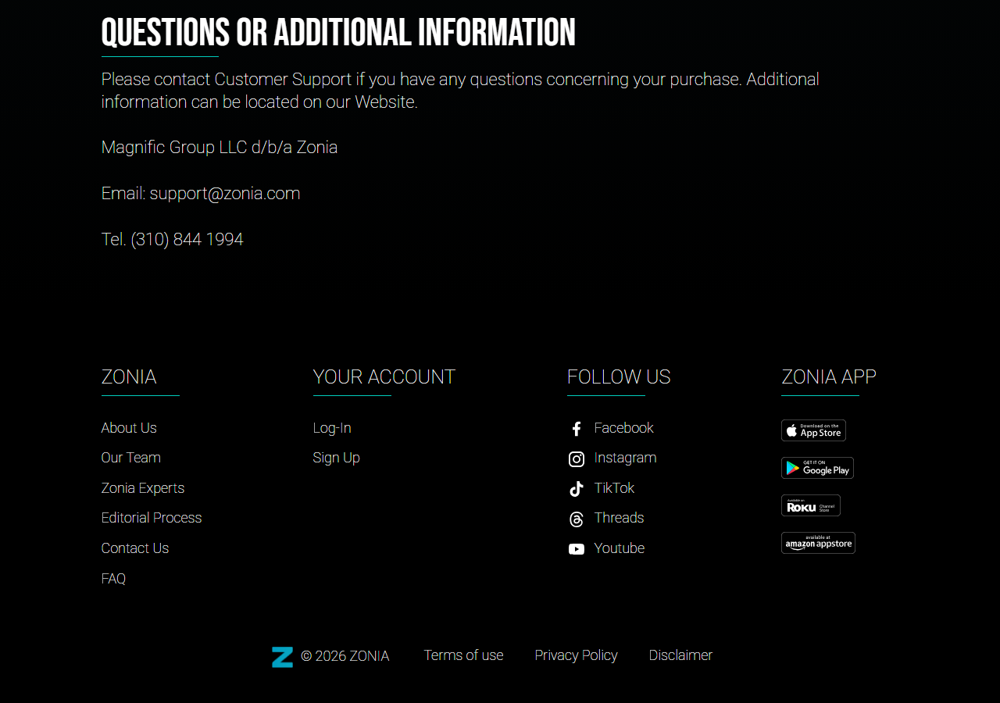 QUESTIONS OR ADDITIONAL INFORMATION
Please contact Customer Support if you have any questions concerning your purchase. Additional
information can be located on our Website.
Magnific Group LLC d/b/a Zonia
Email: support@zonia.com
Tel. (310) 844 1994
ZONIA
About Us
Our Team
Zonia Experts
Editorial Process
Contact Us
FAQ
YOUR ACCOUNT
Log-In
Sign Up
FOLLOW US
Facebook
Instagram
TikTok
Threads
Youtube
ZONIA APP
Download on the
App Store
GET IT ON
Google Play
Available on
ROKU Channel
Store
available at
amazon appstore
Z © 2026 ZONIA Terms of use Privacy Policy Disclaimer